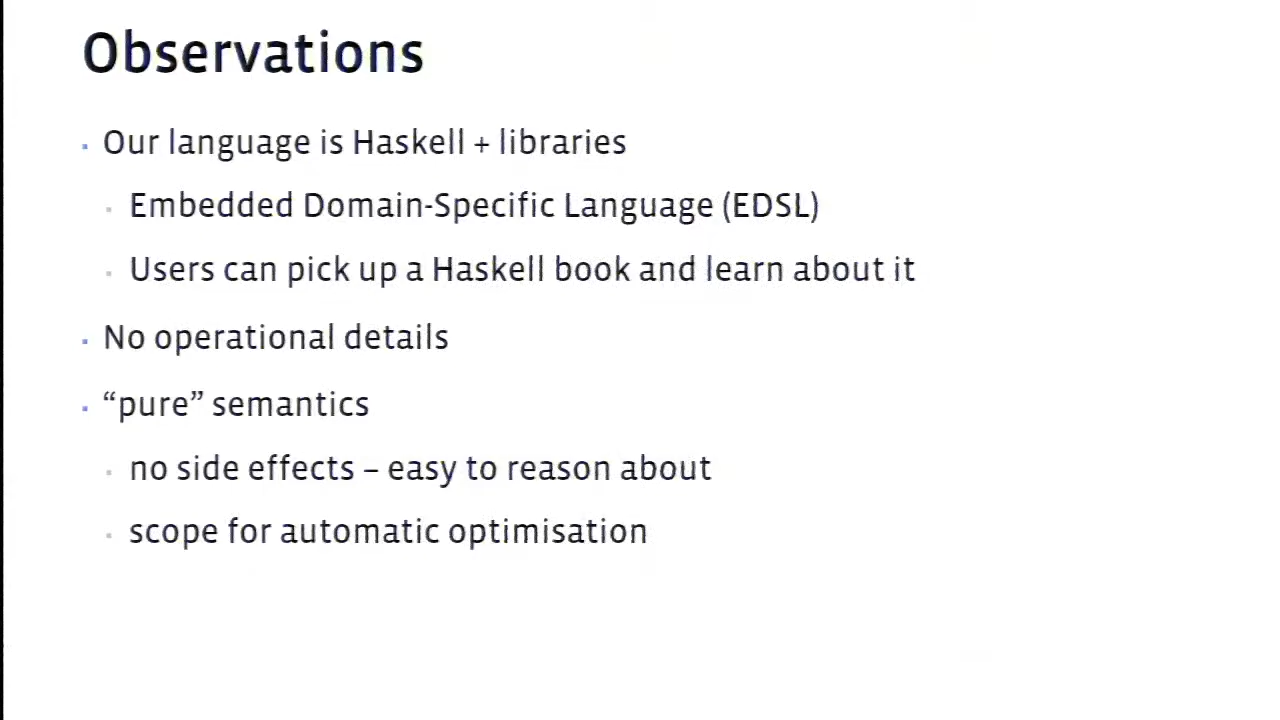 Observations
Our language is Haskell + libraries
Embedded Domain-Specific Language (EDSL)
Users can pick up a Haskell book and learn about it
No operational details
“pure” semantics
no side effects – easy to reason about
scope for automatic optimisation